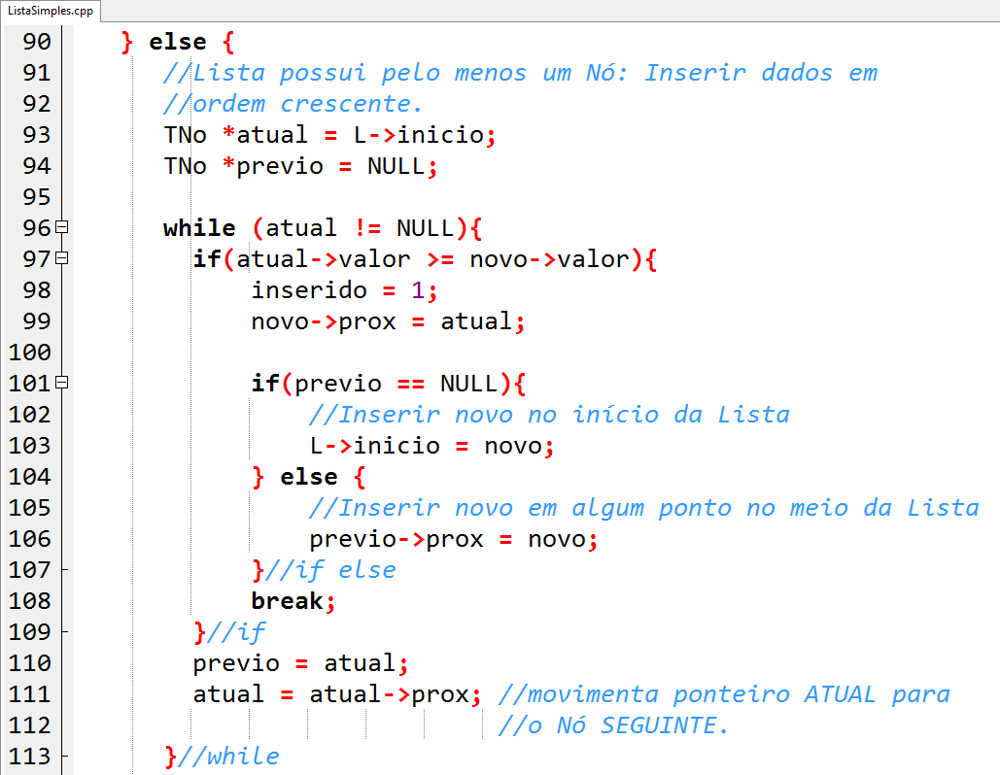 ListaSimples.cpp
90 } else {
91 //Lista possui pelo menos um Nó: Inserir dados em
92 //ordem crescente.
93 TNo *atual = L->inicio;
94 TNo *previo = NULL;
95
96 while (atual != NULL){
97 if(atual->valor >= novo->valor){
98 inserido = 1;
99 novo->prox = atual;
100
101 if(previo == NULL){
102 //Inserir novo no início da Lista
103 L->inicio = novo;
104 } else {
105 //Inserir novo em algum ponto no meio da Lista
106 previo->prox = novo;
107 }//if else
108 break;
109 }//if
110 previo = atual;
111 atual = atual->prox; //movimenta ponteiro ATUAL para
112 //o Nó SEGUINTE.
113 }//while